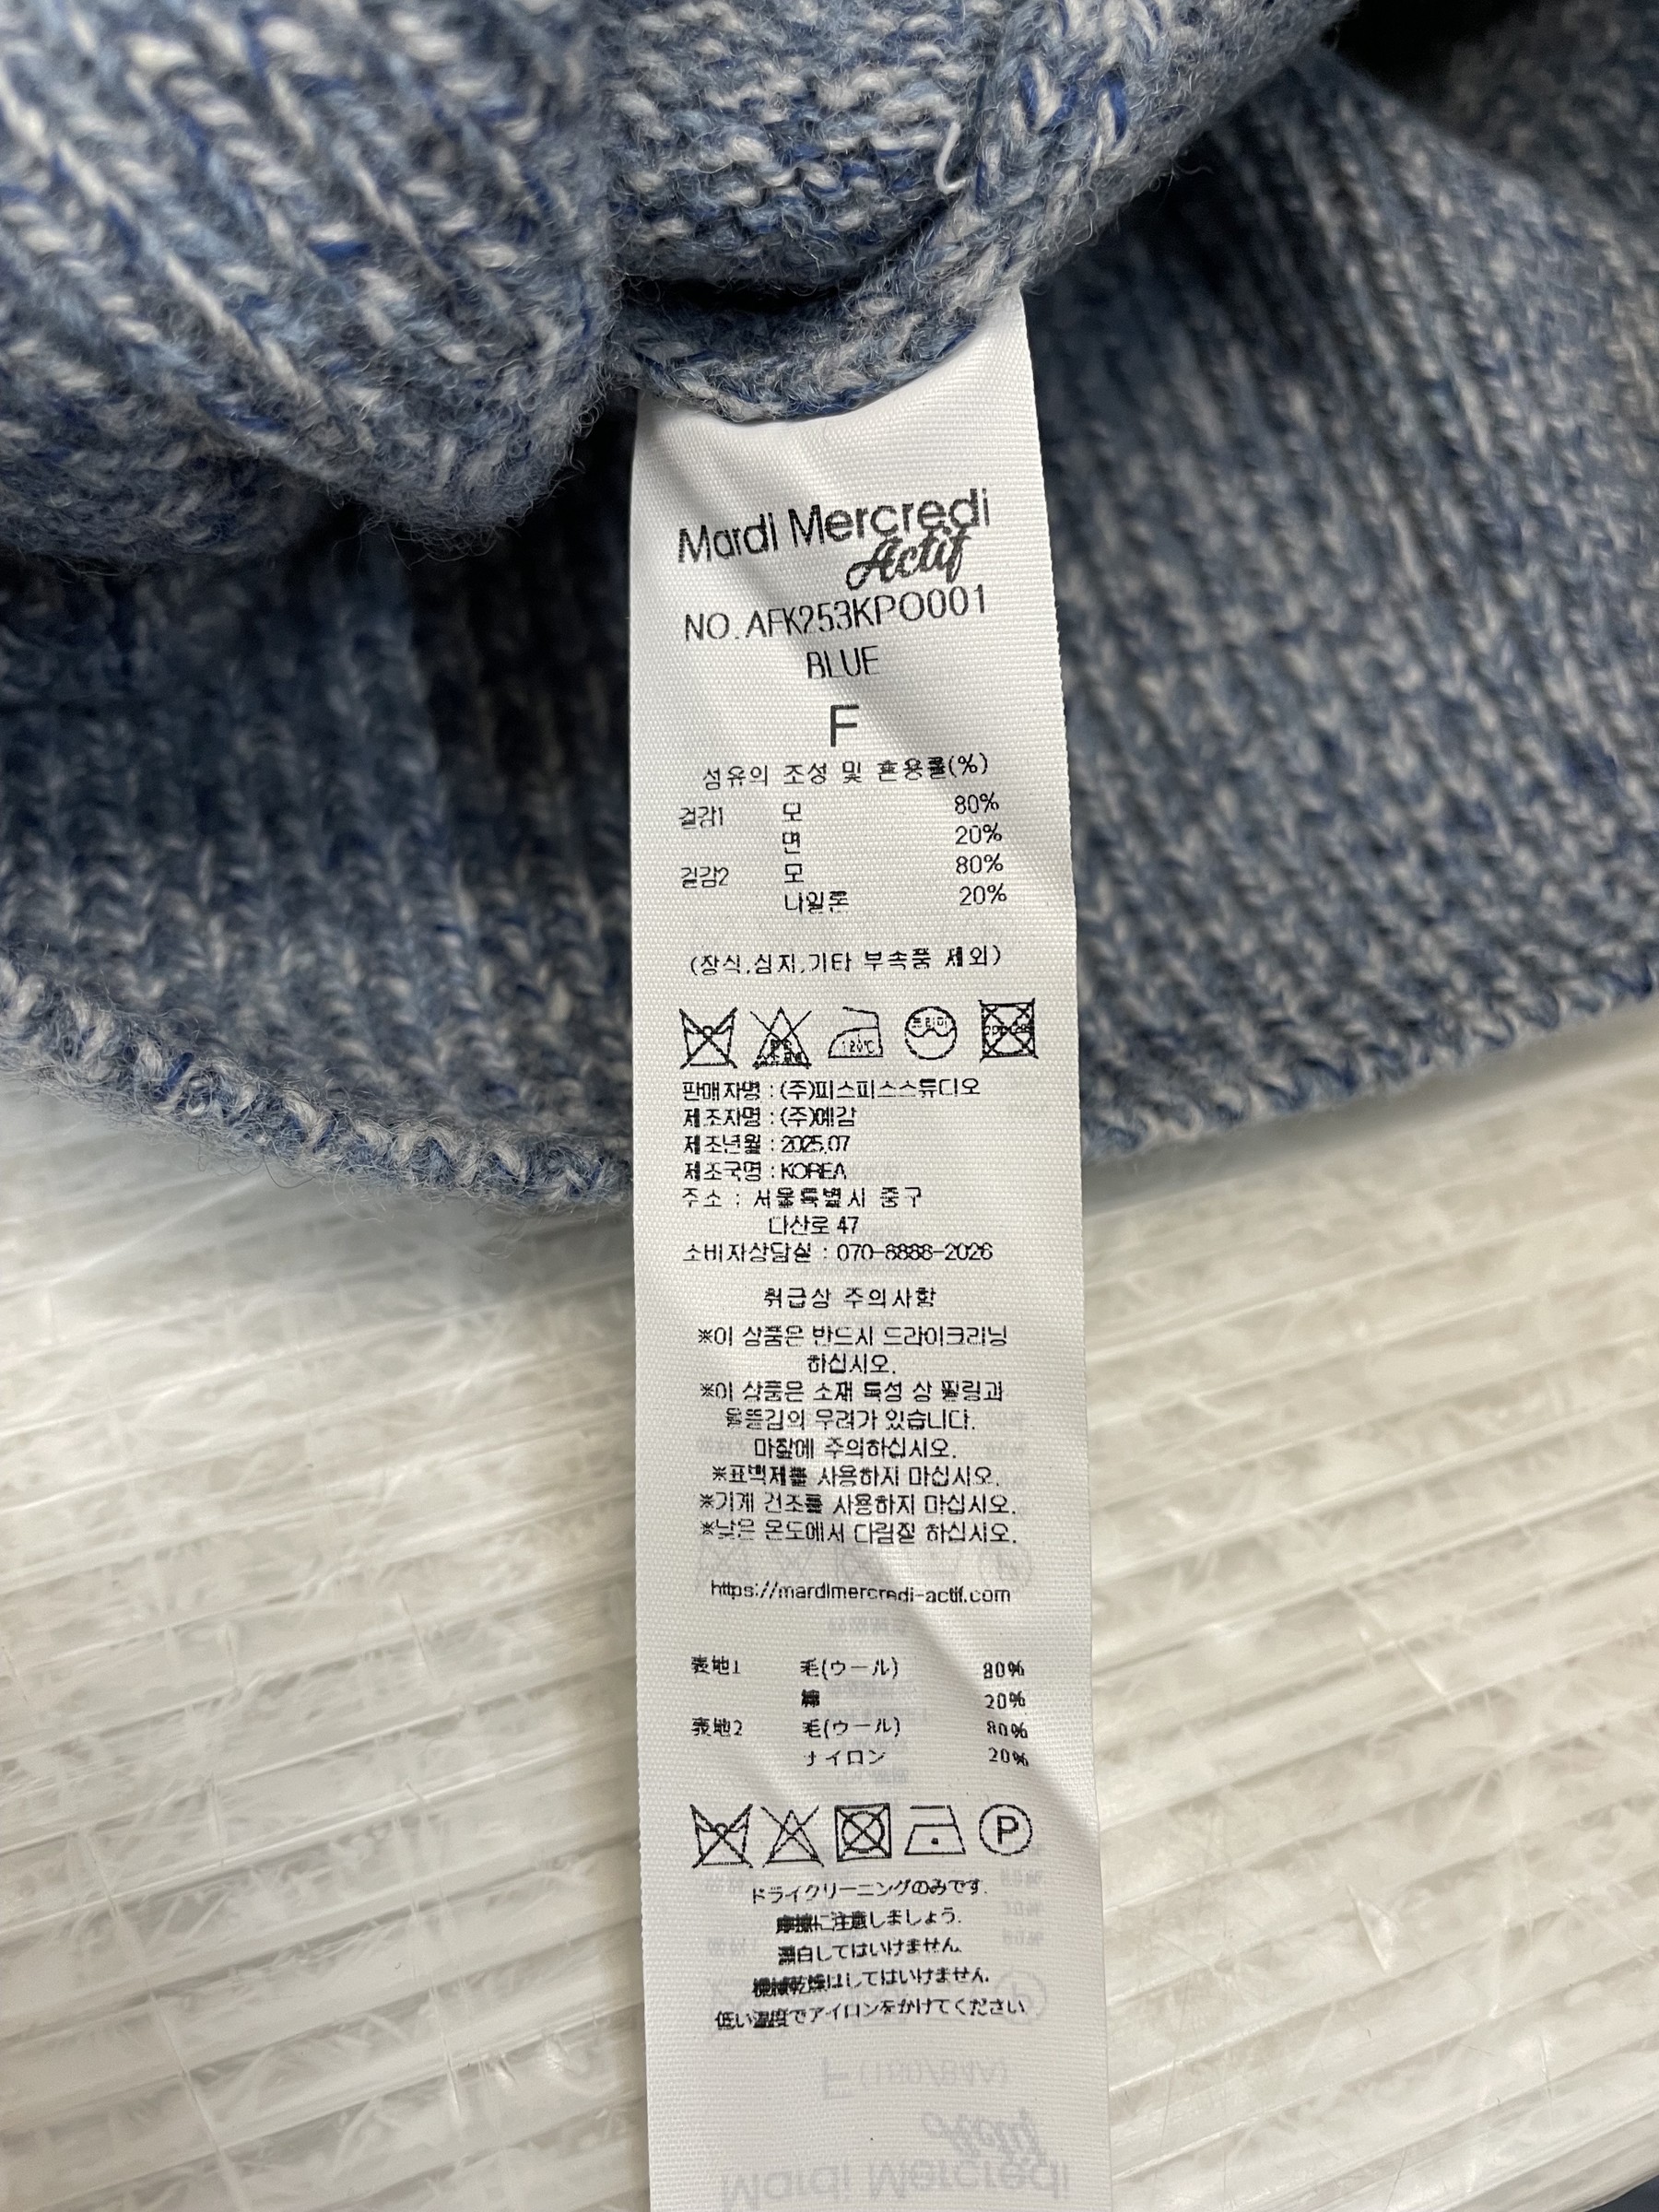 Mardi Mercredi
Actif
NO.AFK253KPO001
BLUE
F
섬유의 조성 및 혼용률(%)
겉감1 모 80%
면 20%
겉감2 모 80%
나일론 20%
(장식,심지,기타 부속품 제외)
120℃ 드라이
판매자명 : (주)피스피스스튜디오
제조자명 : (주)예감
제조년월 : 2025.07
제조국명 : KOREA
주소 : 서울특별시 중구
다산로 47
소비자상담실 : 070-8888-2026
취급상 주의사항
※이 상품은 반드시 드라이크리닝
하십시오.
※이 상품은 소재 특성 상 필링과
올뜯김의 우려가 있습니다.
마찰에 주의하십시오.
※표백제를 사용하지 마십시오.
※기계 건조를 사용하지 마십시오.
※낮은 온도에서 다림질 하십시오.
https://mardimercredi-actif.com
表地1 毛(ウール) 80%
綿 20%
表地2 毛(ウール) 80%
ナイロン 20%
P
ドライクリーニングのみです.
摩擦に注意しましょう.
漂白してはいけません.
機械乾燥はしてはいけません.
低い温度でアイロンをかけてください